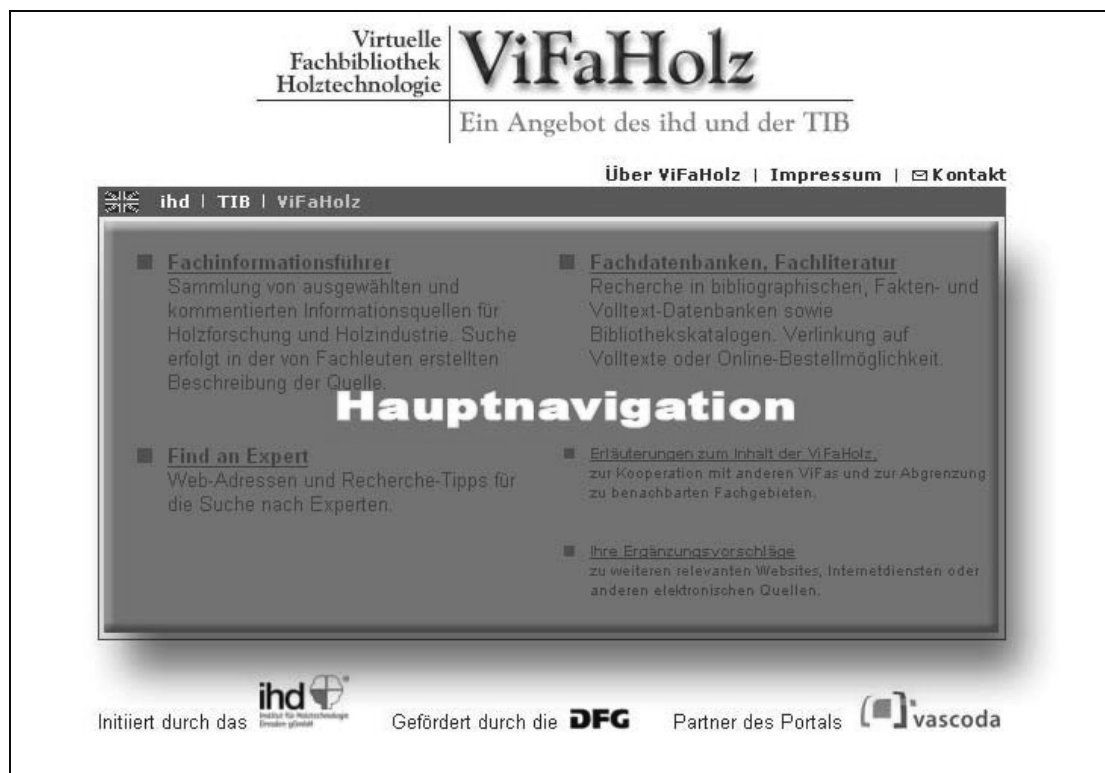 Virtuelle
Fachbibliothek
Holztechnologie
ViFaHolz
Ein Angebot des ihd und der TIB
Über ViFaHolz | Impressum | Kontakt
ihd | TIB | ViFaHolz
Fachinformationsführer
Sammlung von ausgewählten und
kommentierten Informationsquellen für
Holzforschung und Holzindustrie. Suche
erfolgt in der von Fachleuten erstellten
Beschreibung der Quelle.
Fachdatenbanken, Fachliteratur
Recherche in bibliographischen, Fakten- und
Volltext-Datenbanken sowie
Bibliothekskatalogen. Verlinkung auf
Volltexte oder Online-Bestellmöglichkeit.
Hauptnavigation
Find an Expert
Web-Adressen und Recherche-Tipps für
die Suche nach Experten.
Erläuterungen zum Inhalt der ViFaHolz,
zur Kooperation mit anderen ViFas und zur Abgrenzung
zu benachbarten Fachgebieten.
Ihre Ergänzungsvorschläge
zu weiteren relevanten Websites, Internetdiensten oder
anderen elektronischen Quellen.
Initiiert durch das
ihd
Institut für Holztechnologie
Dresden gGmbH
Gefördert durch die DFG
Partner des Portals vascoda